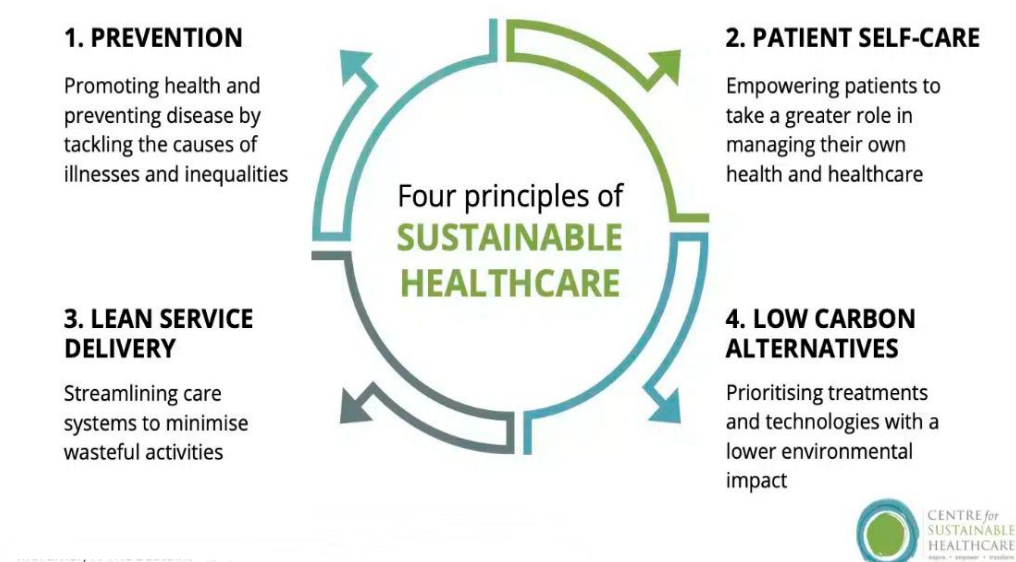 1. PREVENTION
Promoting health and
preventing disease by
tackling the causes of
illnesses and inequalities
2. PATIENT SELF-CARE
Empowering patients to
take a greater role in
managing their own
health and healthcare
Four principles of
SUSTAINABLE
HEALTHCARE
3. LEAN SERVICE
DELIVERY
Streamlining care
systems to minimise
wasteful activities
4. LOW CARBON
ALTERNATIVES
Prioritising treatments
and technologies with a
lower environmental
impact
CENTRE for
SUSTAINABLE
HEALTHCARE
inspire • empower • transform